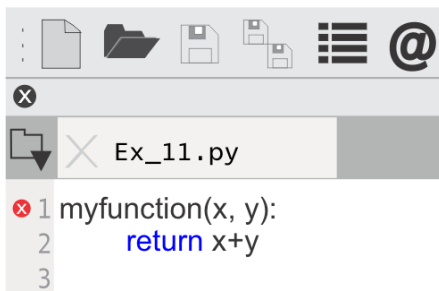 @
Ex_11.py
1 myfunction(x, y):
2 return x+y
3